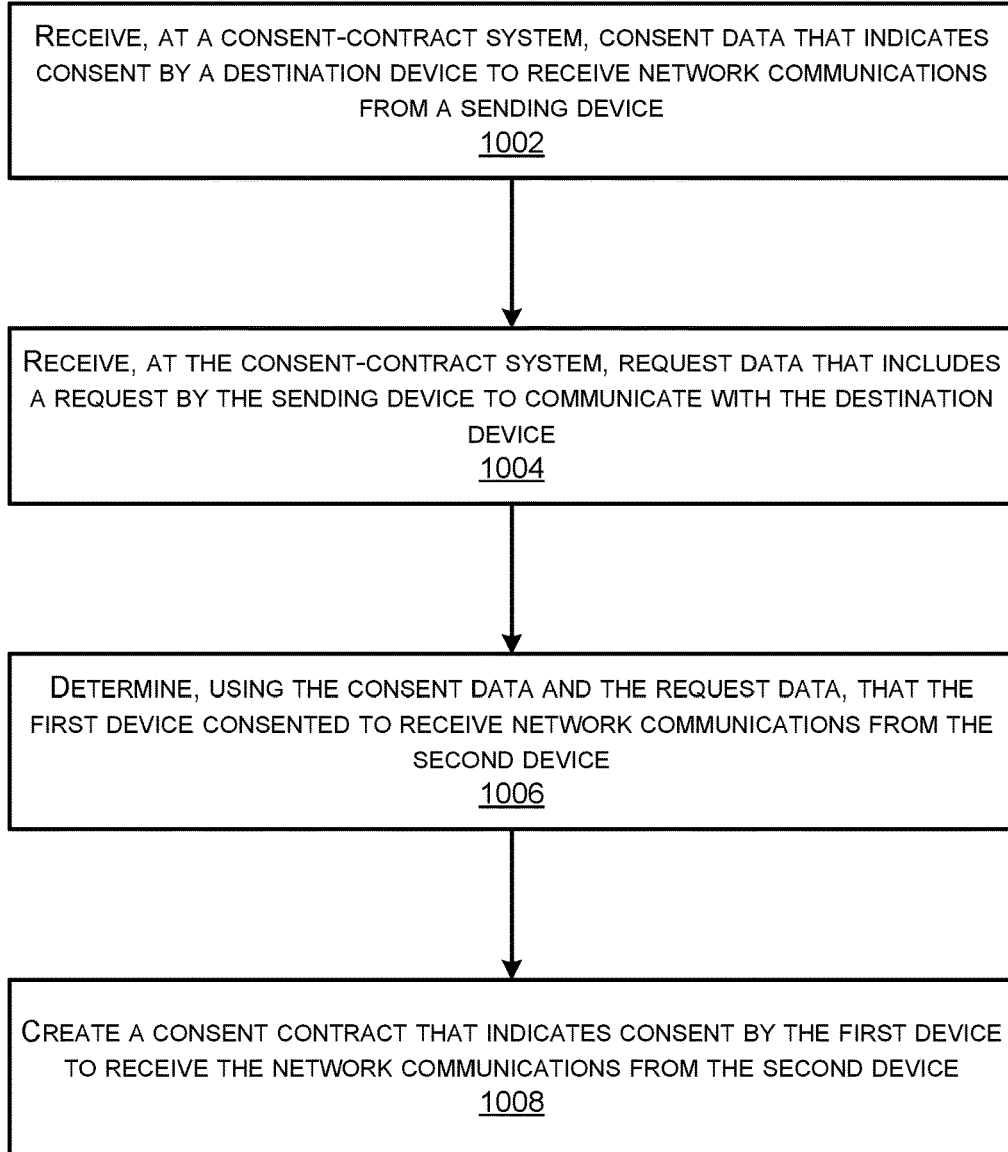 RECEIVE, AT A CONSENT-CONTRACT SYSTEM, CONSENT DATA THAT INDICATES
CONSENT BY A DESTINATION DEVICE TO RECEIVE NETWORK COMMUNICATIONS
FROM A SENDING DEVICE
1002
RECEIVE, AT THE CONSENT-CONTRACT SYSTEM, REQUEST DATA THAT INCLUDES
A REQUEST BY THE SENDING DEVICE TO COMMUNICATE WITH THE DESTINATION
DEVICE
1004
DETERMINE, USING THE CONSENT DATA AND THE REQUEST DATA, THAT THE
FIRST DEVICE CONSENTED TO RECEIVE NETWORK COMMUNICATIONS FROM THE
SECOND DEVICE
1006
CREATE A CONSENT CONTRACT THAT INDICATES CONSENT BY THE FIRST DEVICE
TO RECEIVE THE NETWORK COMMUNICATIONS FROM THE SECOND DEVICE
1008